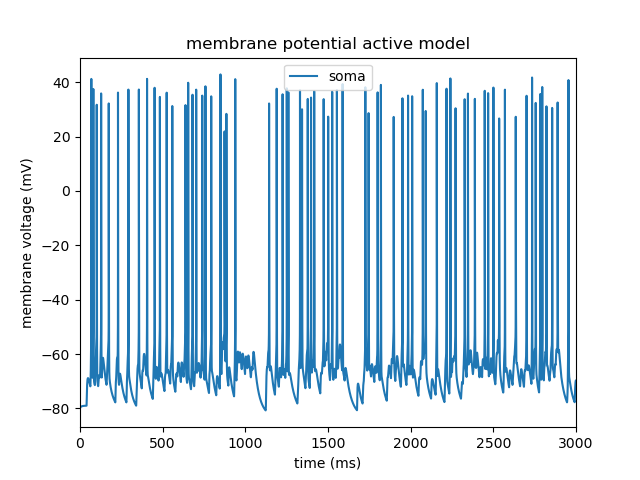 membrane potential active model
soma
membrane voltage (mV)
40
20
0
−20
−40
−60
−80
0 500 1000 1500 2000 2500 3000
time (ms)